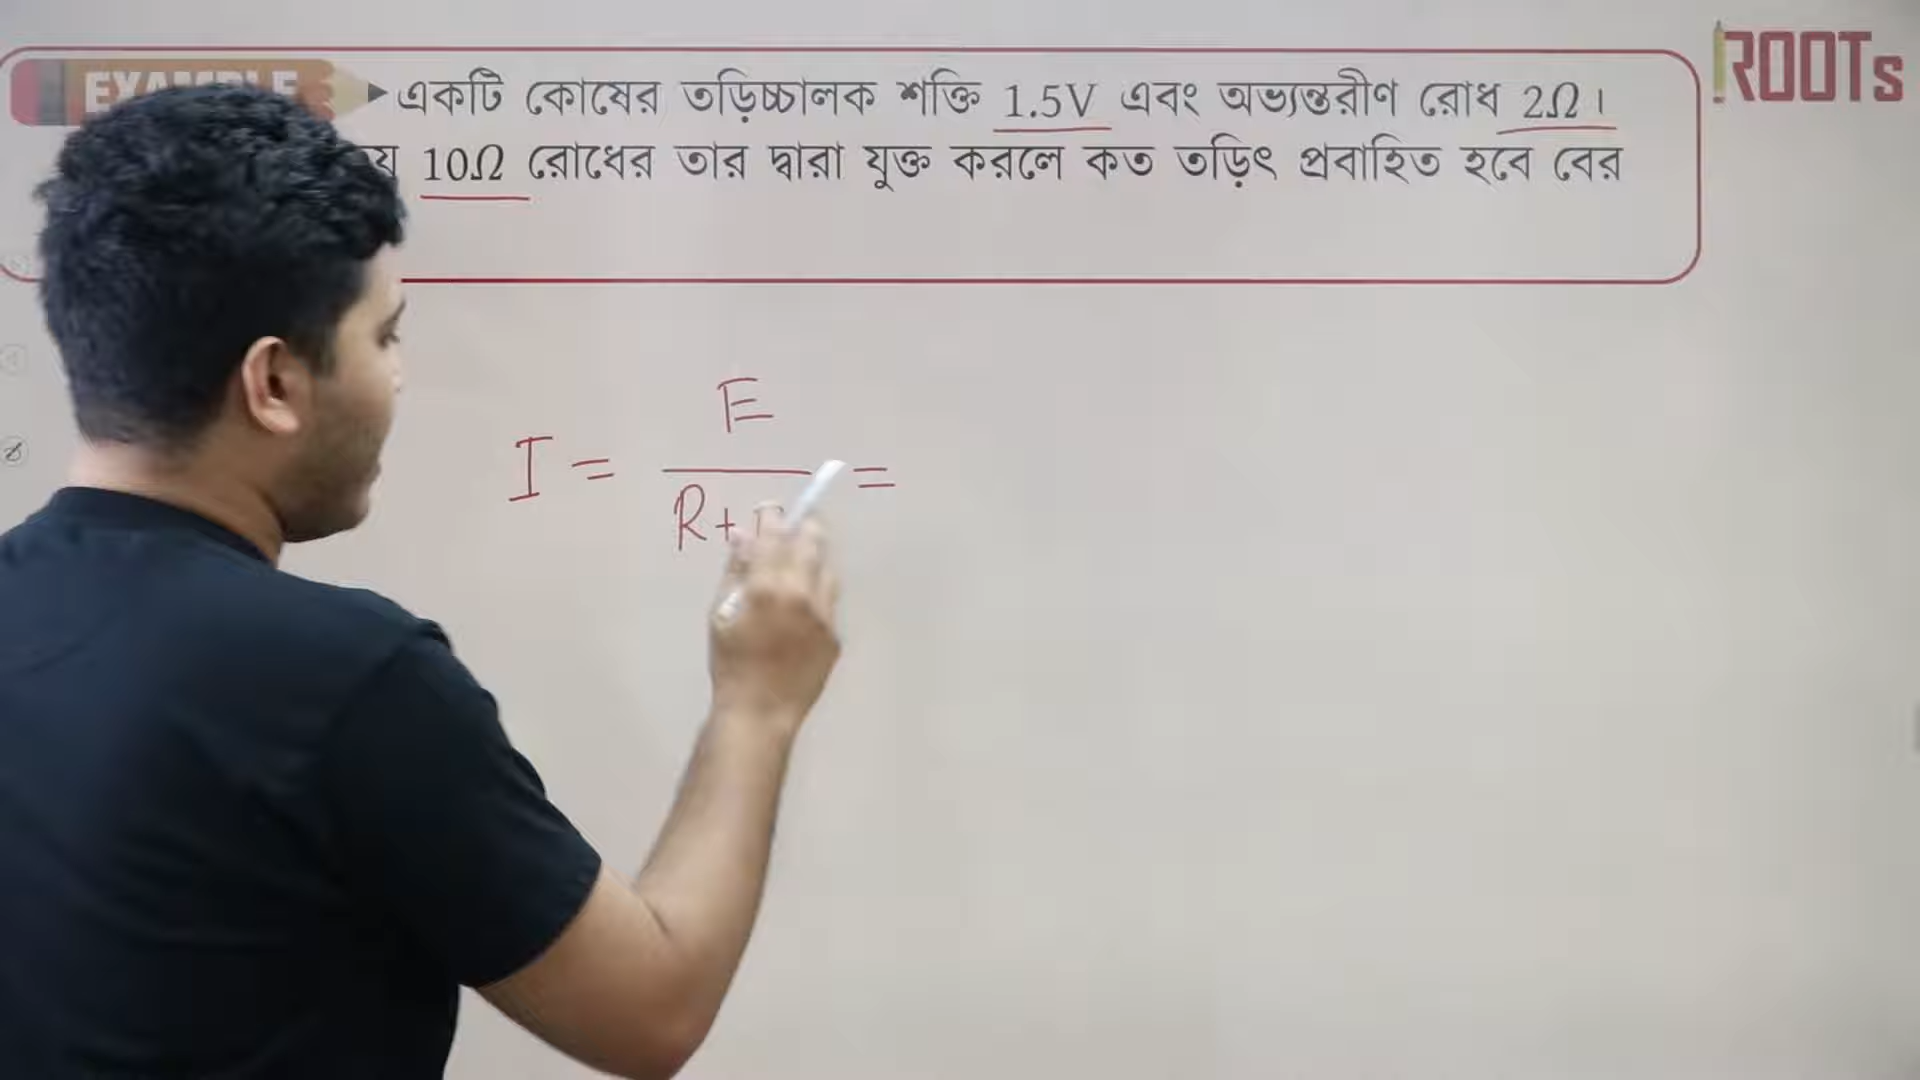 ROOTs
EXAMPLE
একটি কোষের তড়িচ্চালক শক্তি 1.5V এবং অভ্যন্তরীণ রোধ 2Ω।
10Ω রোধের তার দ্বারা যুক্ত করলে কত তড়িৎ প্রবাহিত হবে বের
E
I = =
R+